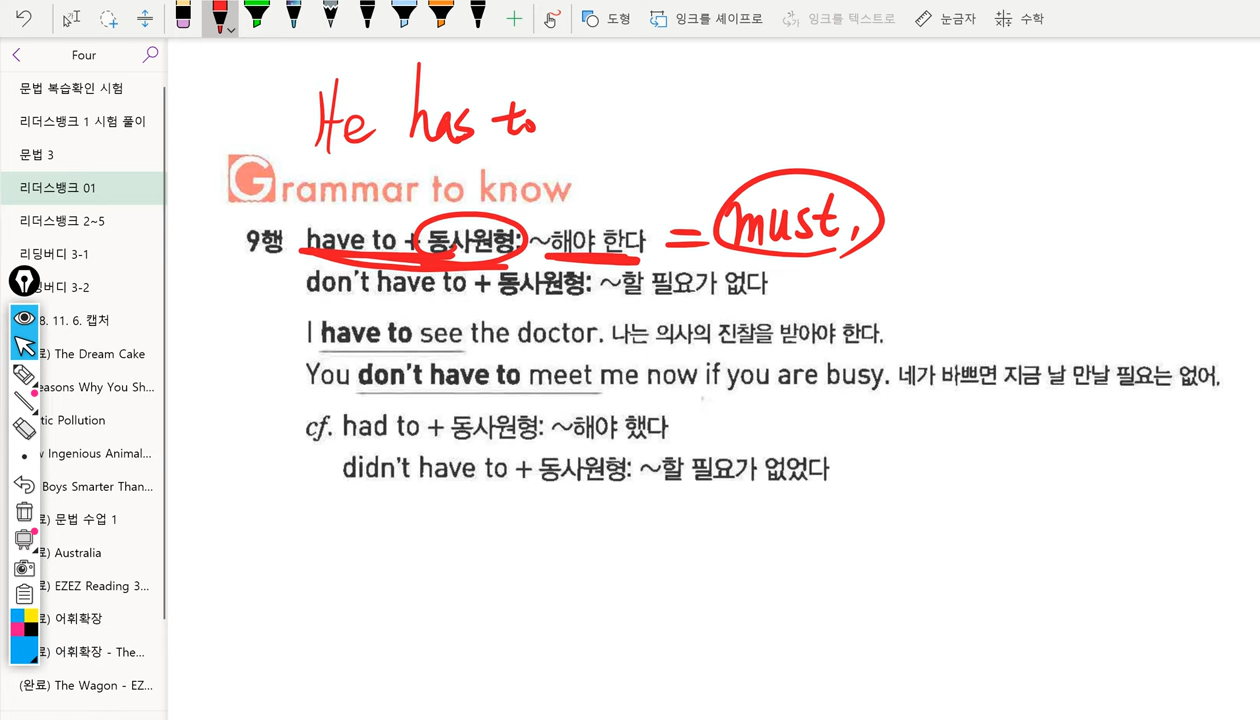 도형
잉크를 셰이프로
잉크를 텍스트로
눈금자
수학
Four
문법 복습확인 시험
리더스뱅크 1 시험 풀이
문법 3
리더스뱅크 01
리더스뱅크 2~5
리딩버디 3-1
딩버디 3-2
8. 11. 6. 캡처
료) The Dream Cake
easons Why You Sh...
tic Pollution
w Ingenious Animal...
Boys Smarter Than...
료) 문법 수업 1
료) Australia
료) EZEZ Reading 3...
료) 어휘확장
료) 어휘확장 - The...
(완료) The Wagon - EZ...
He has to
Grammar to know
9행 have to + 동사원형: ~해야 한다 = must,
don't have to + 동사원형: ~할 필요가 없다
I have to see the doctor. 나는 의사의 진찰을 받아야 한다.
You don't have to meet me now if you are busy. 네가 바쁘면 지금 날 만날 필요는 없어.
cf. had to + 동사원형: ~해야 했다
didn't have to + 동사원형: ~할 필요가 없었다